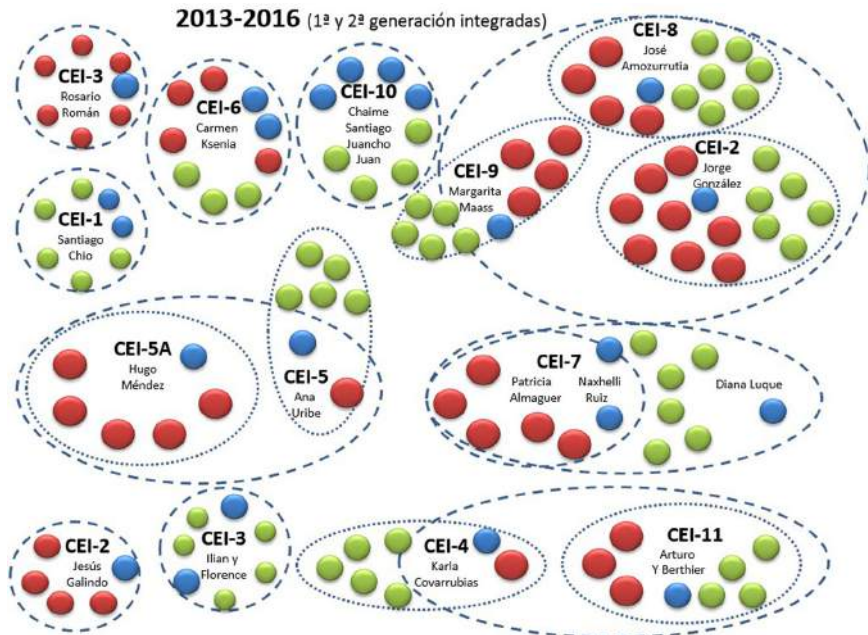 2013-2016 (1ª y 2ª generación integradas)
CEI-3
Rosario
Román
CEI-6
Carmen
Ksenia
CEI-10
Chaime
Santiago
Juancho
Juan
CEI-8
José
Amozurrutia
CEI-9
Margarita
Maass
CEI-2
Jorge
González
CEI-1
Santiago
Chio
CEI-5A
Hugo
Méndez
CEI-5
Ana
Uribe
CEI-7
Patricia
Almaguer
Naxhelli
Ruiz
Diana Luque
CEI-2
Jesús
Galindo
CEI-3
Ilian y
Florence
CEI-4
Karla
Covarrubias
CEI-11
Arturo
Y Berthier